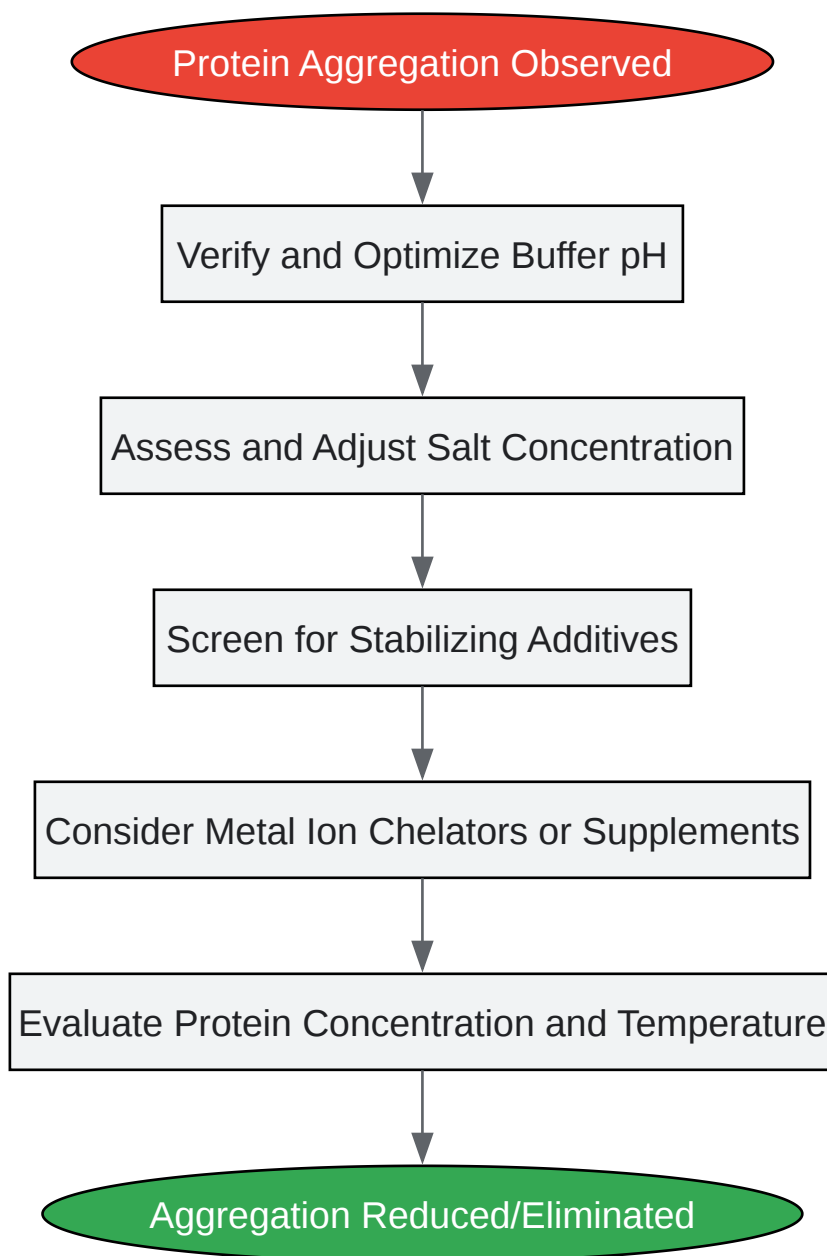 Protein Aggregation Observed
Verify and Optimize Buffer pH
Assess and Adjust Salt Concentration
Screen for Stabilizing Additives
Consider Metal Ion Chelators or Supplements
Evaluate Protein Concentration and Temperature
Aggregation Reduced/Eliminated